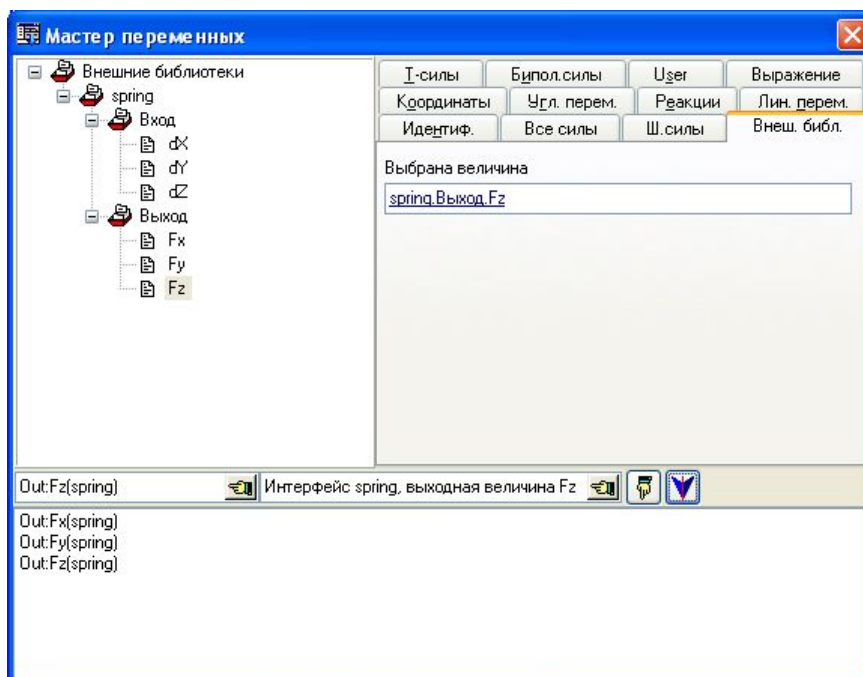 Мастер переменных
Внешние библиотеки
spring
Вход
dX
dY
dZ
Выход
Fx
Fy
Fz
Т-силы Бипол.силы User Выражение
Координаты Угл. перем. Реакции Лин. перем.
Идентиф. Все силы Ш.силы Внеш. библ.
Выбрана величина
spring.Выход.Fz
Out:Fz(spring) Интерфейс spring, выходная величина Fz
Out:Fx(spring)
Out:Fy(spring)
Out:Fz(spring)